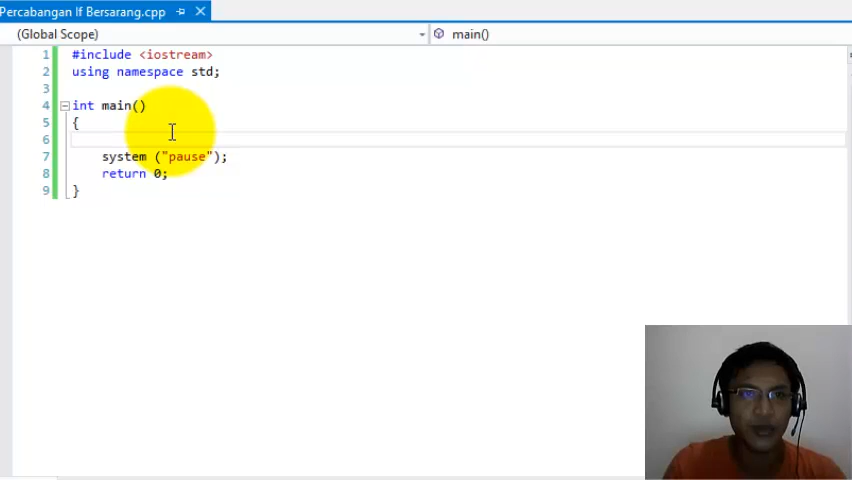 Percabangan If Bersarang.cpp
(Global Scope) main()
1 #include <iostream>
2 using namespace std;
3
4 int main()
5 {
6
7 system ("pause");
8 return 0;
9 }